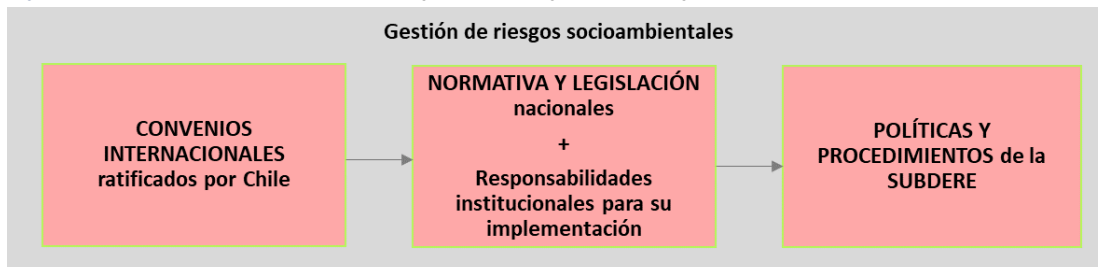 Gestión de riesgos socioambientales
CONVENIOS
INTERNACIONALES
ratificados por Chile
NORMATIVA Y LEGISLACIÓN
nacionales
+
Responsabilidades
institucionales para su
implementación
POLÍTICAS Y
PROCEDIMIENTOS de la
SUBDERE